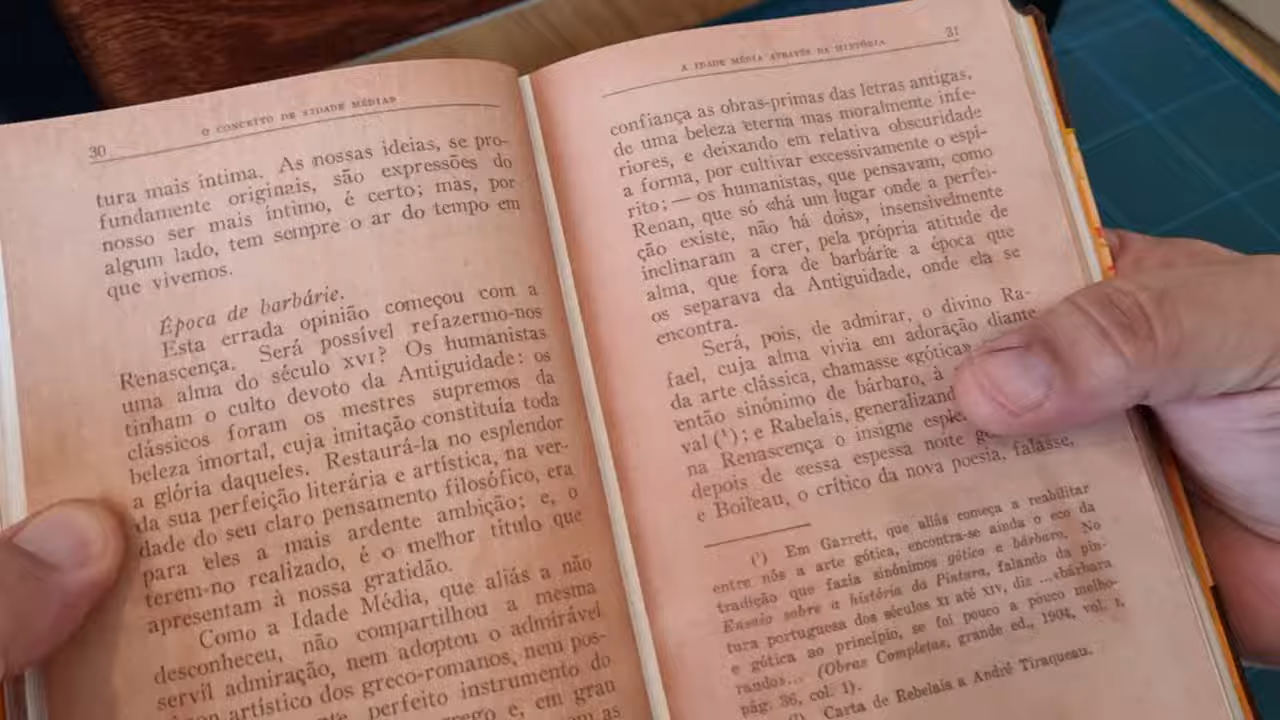 30
O CONCEITO DE «IDADE MÉDIA»
tura mais íntima. As nossas ideias, se pro-
fundamente originais, são expressões do
nosso ser mais íntimo, é certo; mas, por
algum lado, tem sempre o ar do tempo em
que vivemos.
Época de barbárie.
Esta errada opinião começou com a
Renascença. Será possível refazermo-nos
uma alma do século XVI? Os humanistas
tinham o culto devoto da Antiguidade: os
clássicos foram os mestres supremos da
beleza imortal, cuja imitação constituía toda
a glória daqueles. Restaurá-la no esplendor
da sua perfeição literária e artística, na ver-
dade do seu claro pensamento filosófico, era
para eles a mais ardente ambição; e, o
terem-no realizado, é o melhor título que
apresentam à nossa gratidão.
Como a Idade Média, que aliás a não
desconheceu, não compartilhou a mesma
servil admiração, nem adoptou o admirável
artístico dos greco-romanos, nem pos-
perfeito instrumento do
e, em grau
as
A IDADE MÉDIA ATRAVÉS DA HISTÓRIA
31
confiança as obras-primas das letras antigas,
de uma beleza eterna mas moralmente infe-
riores, e deixando em relativa obscuridade
a forma, por cultivar excessivamente o espí-
rito; — os humanistas, que pensavam, como
Renan, que só «há um lugar onde a perfei-
ção existe, não há dois», insensivelmente
inclinaram a crer, pela própria atitude de
alma, que fora de barbárie a época que
os separava da Antiguidade, onde ela se
encontra.
Será, pois, de admirar, o divino Ra-
fael, cuja alma vivia em adoração diante
da arte clássica, chamasse «gótica»
então sinónimo de bárbaro, à
val (¹); e Rabelais, generalizand
na Renascença o insigne
depois de «essa espessa noite
e Boileau, o crítico da nova poesia, falasse,
(¹) Em Garrett, que aliás começa a reabilitar
entre nós a arte gótica, encontra-se ainda o eco da
tradição que fazia sinónimos gótico e bárbaro. No
Ensaio sobre a história da Pintura, falando da pin-
tura portuguesa dos séculos XI até XIV, diz ...«bárbara
e gótica ao princípio, se foi pouco a pouco melho-
rando»... (Obras Completas, grande ed., 1904, vol. I,
pág. 36, col. 1).
Carta de Rebelais a André Tiraqueau.